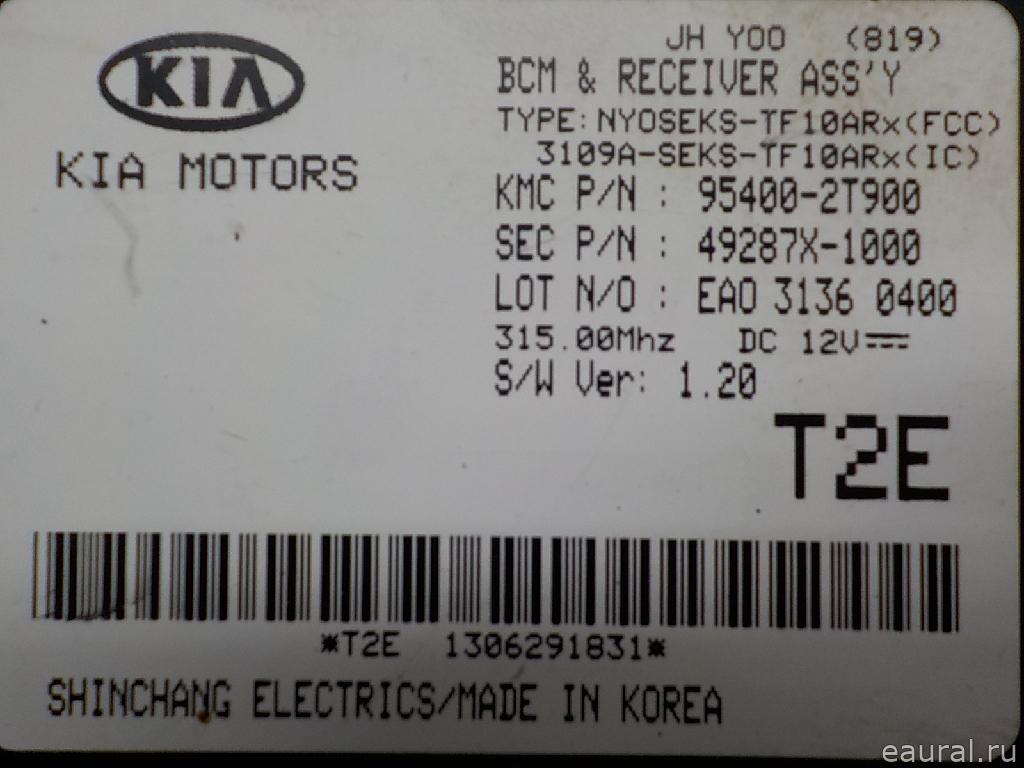 KIA
KIA MOTORS
JH YOO (819)
BCM & RECEIVER ASS'Y
TYPE: NYOSEKS-TF10ARx(FCC)
3109A-SEKS-TF10ARx(IC)
KMC P/N : 95400-2T900
SEC P/N : 49287X-1000
LOT N/O : EAO 3136 0400
315.00Mhz DC 12V
S/W Ver: 1.20
T2E
*T2E 1306291831*
SHINCHANG ELECTRICS/MADE IN KOREA
eaural.ru